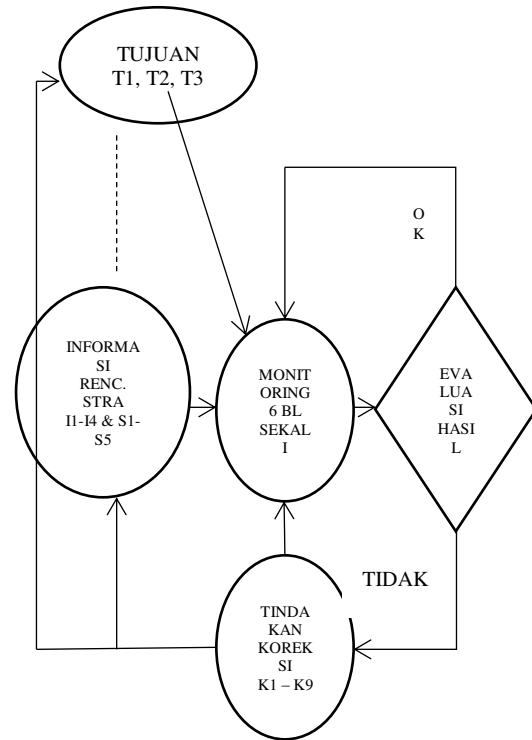 TUJUAN
T1, T2, T3
O
K
INFORMA
SI
RENC.
STRA
I1-I4 & S1-
S5
MONIT
ORING
6 BL
SEKAL
I
EVA
LUA
SI
HASI
L
TIDAK
TINDA
KAN
KOREK
SI
K1 – K9